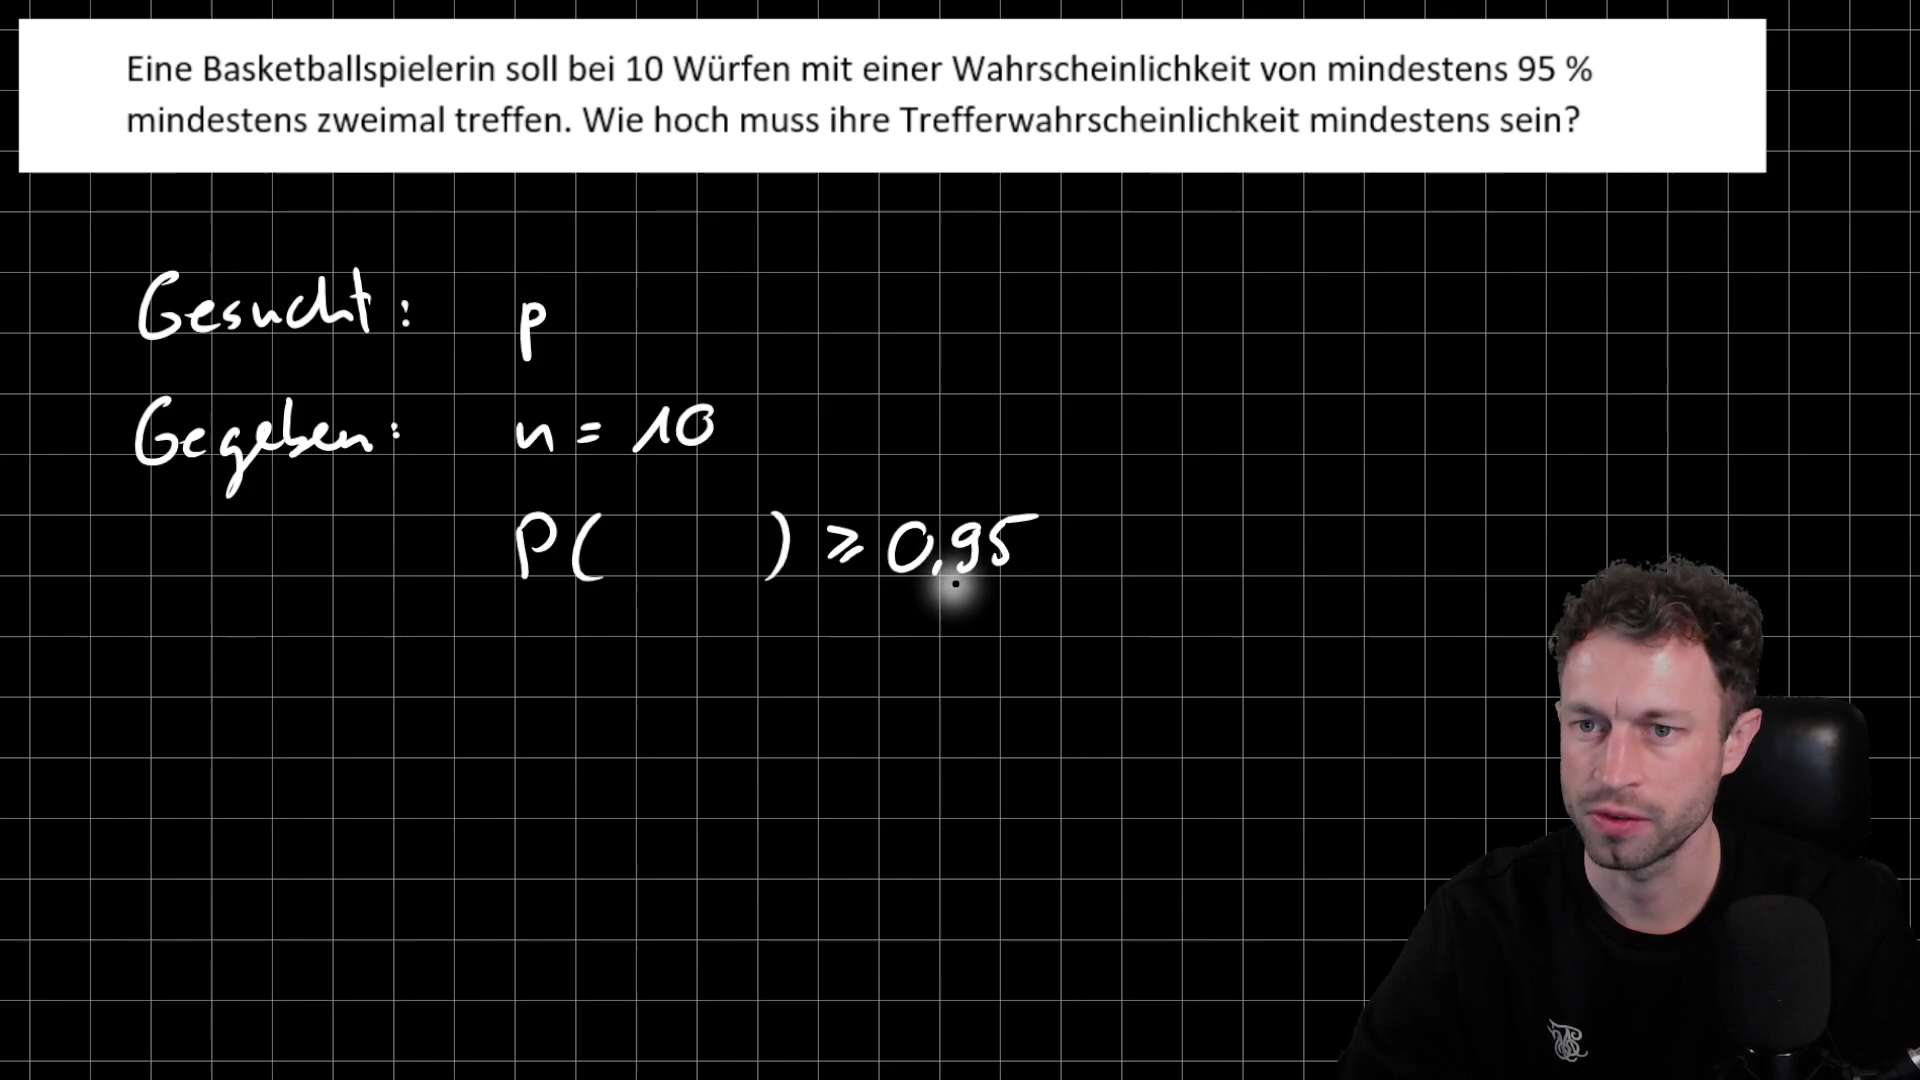 Eine Basketballspielerin soll bei 10 Würfen mit einer Wahrscheinlichkeit von mindestens 95 %
mindestens zweimal treffen. Wie hoch muss ihre Trefferwahrscheinlichkeit mindestens sein?
Gesucht: p
Gegeben: n = 10
P( ) ⩾ 0,95